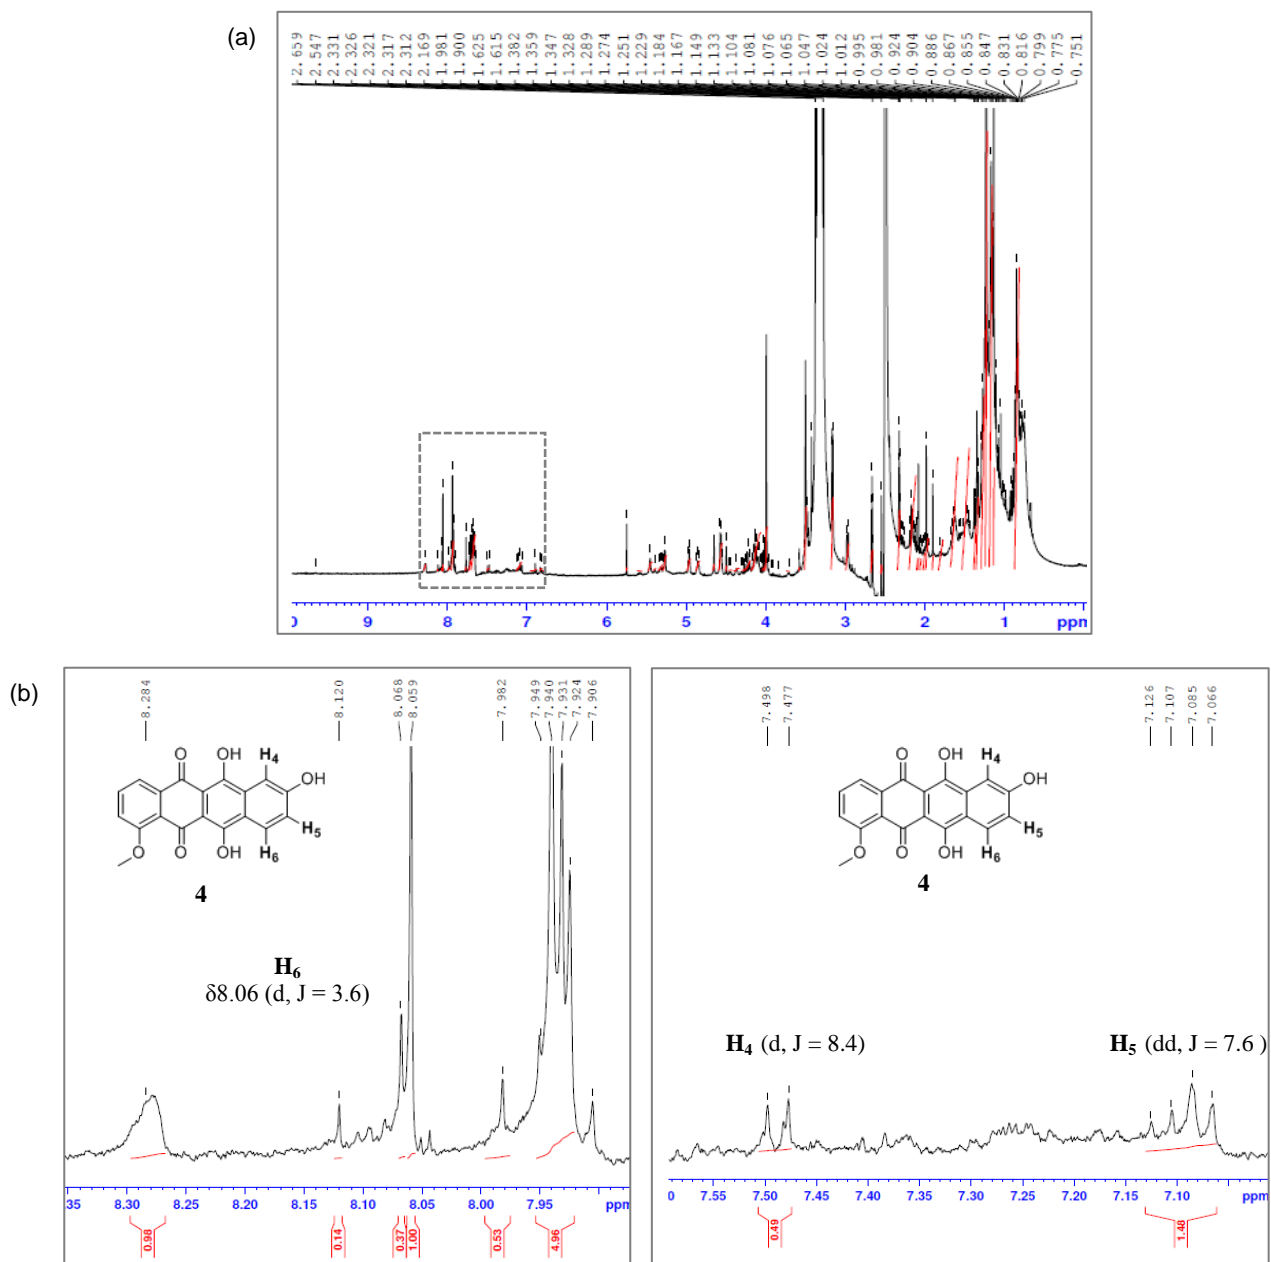 (a)
2.659 2.547 2.331 2.326 2.321 2.317 2.312 2.169 1.981 1.900 1.625 1.615 1.382 1.359 1.347 1.328 1.289 1.274 1.251 1.229 1.184 1.167 1.149 1.133 1.104 1.081 1.076 1.065 1.047 1.024 1.012 0.995 0.981 0.924 0.904 0.886 0.867 0.855 0.847 0.831 0.816 0.799 0.775 0.751
9 8 7 6 5 4 3 2 1 ppm
(b)
8.284 8.120 8.068 8.059 7.982 7.949 7.940 7.931 7.924 7.906
O OH H4
OH
H5
O O OH H6
4
H6
δ8.06 (d, J = 3.6)
35 8.30 8.25 8.20 8.15 8.10 8.05 8.00 7.95 ppm
0.98 0.14 0.37 1.00 0.53 4.96
7.498 7.477 7.126 7.107 7.085 7.066
O OH H4
OH
H5
O O OH H6
4
H4 (d, J = 8.4) H5 (dd, J = 7.6 )
0 7.55 7.50 7.45 7.40 7.35 7.30 7.25 7.20 7.15 7.10 ppm
0.49 1.48